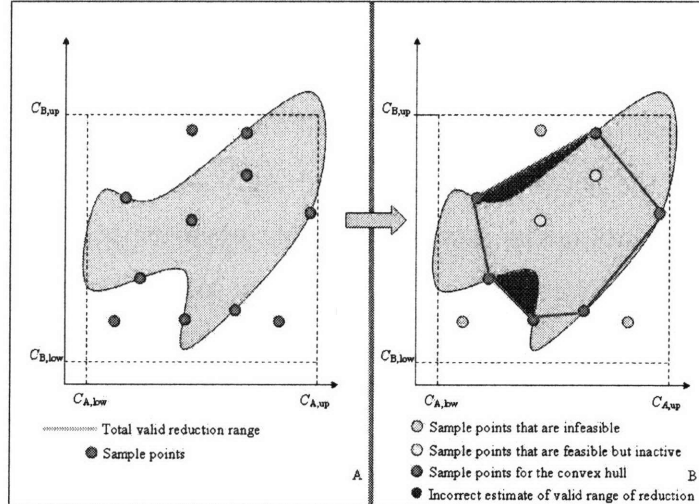 C_B,up
C_B,low
C_A,low
C_A,up
Total valid reduction range
Sample points
A
C_B,up
C_B,low
C_A,low
C_A,up
Sample points that are infeasible
Sample points that are feasible but inactive
Sample points for the convex hull
Incorrect estimate of valid range of reduction
B